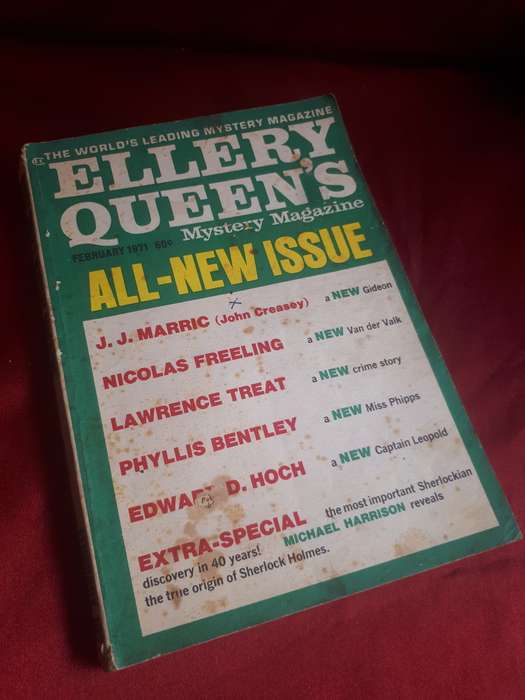 THE WORLD'S LEADING MYSTERY MAGAZINE
ELLERY
QUEEN'S
Mystery Magazine
FEBRUARY 1971 60¢
ALL-NEW ISSUE
J. J. MARRIC (John Creasey) a NEW Gideon
NICOLAS FREELING a NEW Van der Valk
LAWRENCE TREAT a NEW crime story
PHYLLIS BENTLEY a NEW Miss Phipps
EDWARD D. HOCH a NEW Captain Leopold
EXTRA-SPECIAL the most important Sherlockian
discovery in 40 years! MICHAEL HARRISON reveals
the true origin of Sherlock Holmes.